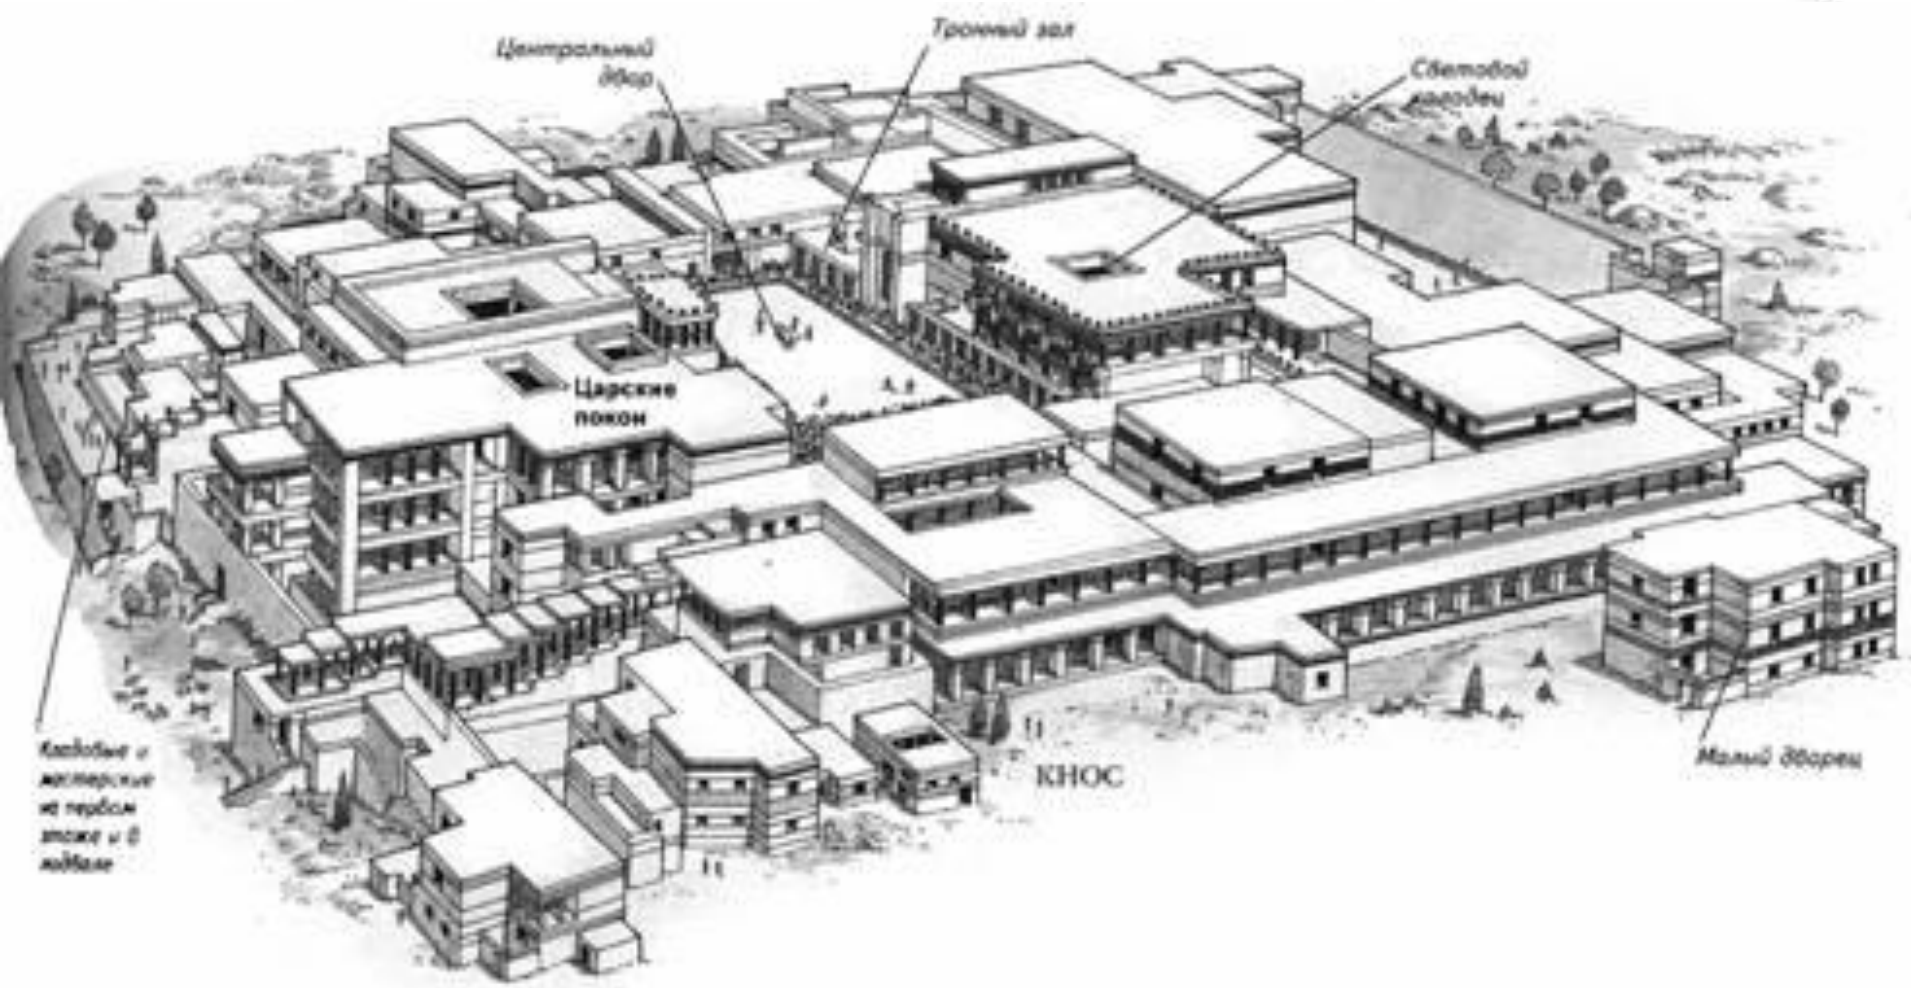 Центральный
двор
Тронный зал
Световой
колодец
Царские
покои
Кладовые и
мастерские
на первом
этаже и в
подвале
КНОС
Малый дворец